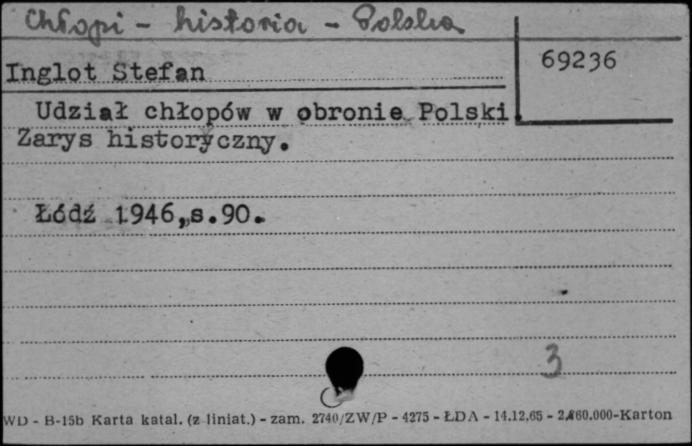 Chłopi - historia - Polska
69236
Inglot Stefan
Udział chłopów w obronie Polski.
Zarys historyczny.
Łódź 1946, s.90.
3
WD - B-15b Karta katal. (z liniat.) - zam. 2740/ZW/P - 4275 - ŁDA - 14.12.65 - 2.160.000-Karton